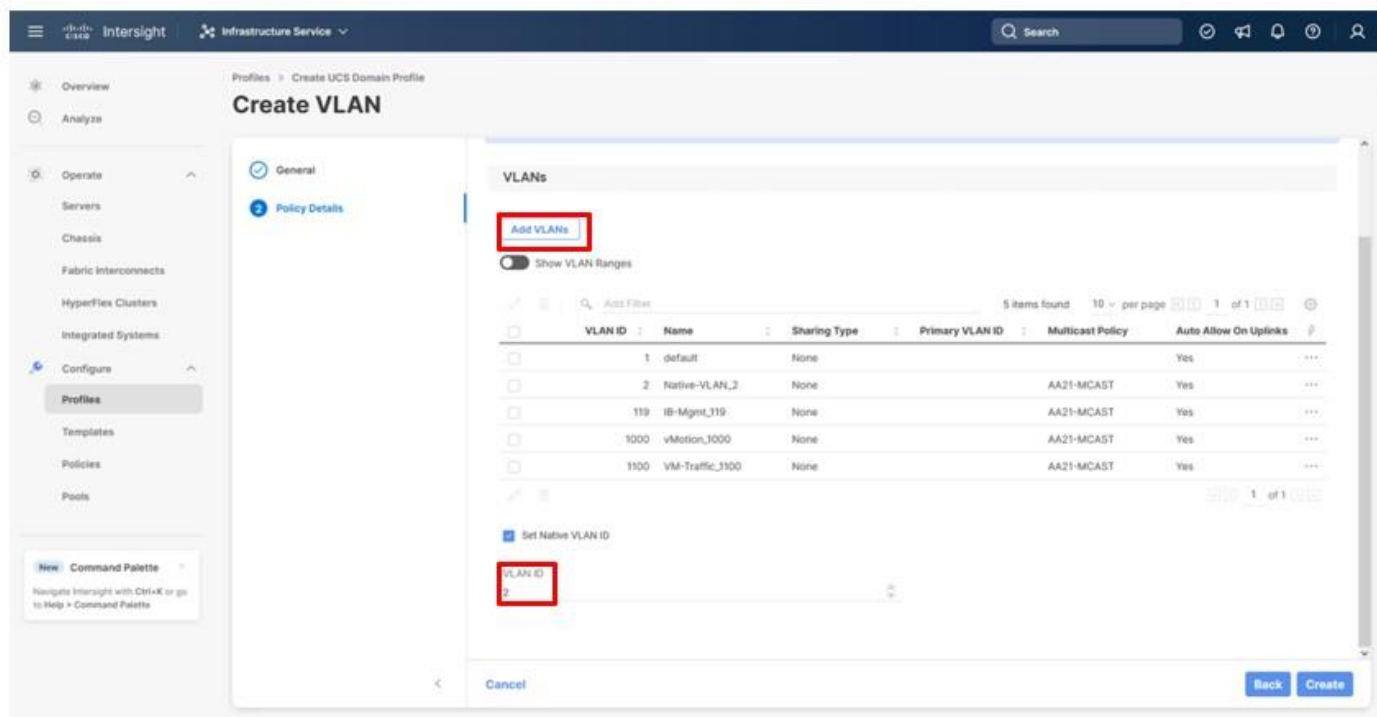 cisco Intersight Infrastructure Service Search
Overview
Analyze
Operate
Servers
Chassis
Fabric Interconnects
HyperFlex Clusters
Integrated Systems
Configure
Profiles
Templates
Policies
Pools
New Command Palette
Navigate Intersight with Ctrl+K or go
to Help > Command Palette
Profiles > Create UCS Domain Profile
Create VLAN
General
2 Policy Details
VLANs
Add VLANs
Show VLAN Ranges
Add Filter 5 items found 10 per page 1 of 1
VLAN ID Name Sharing Type Primary VLAN ID Multicast Policy Auto Allow On Uplinks
1 default None Yes ...
2 Native-VLAN_2 None AA21-MCAST Yes ...
119 IB-Mgmt_119 None AA21-MCAST Yes ...
1000 vMotion_1000 None AA21-MCAST Yes ...
1100 VM-Traffic_1100 None AA21-MCAST Yes ...
1 of 1
Set Native VLAN ID
VLAN ID
2
< Cancel Back Create